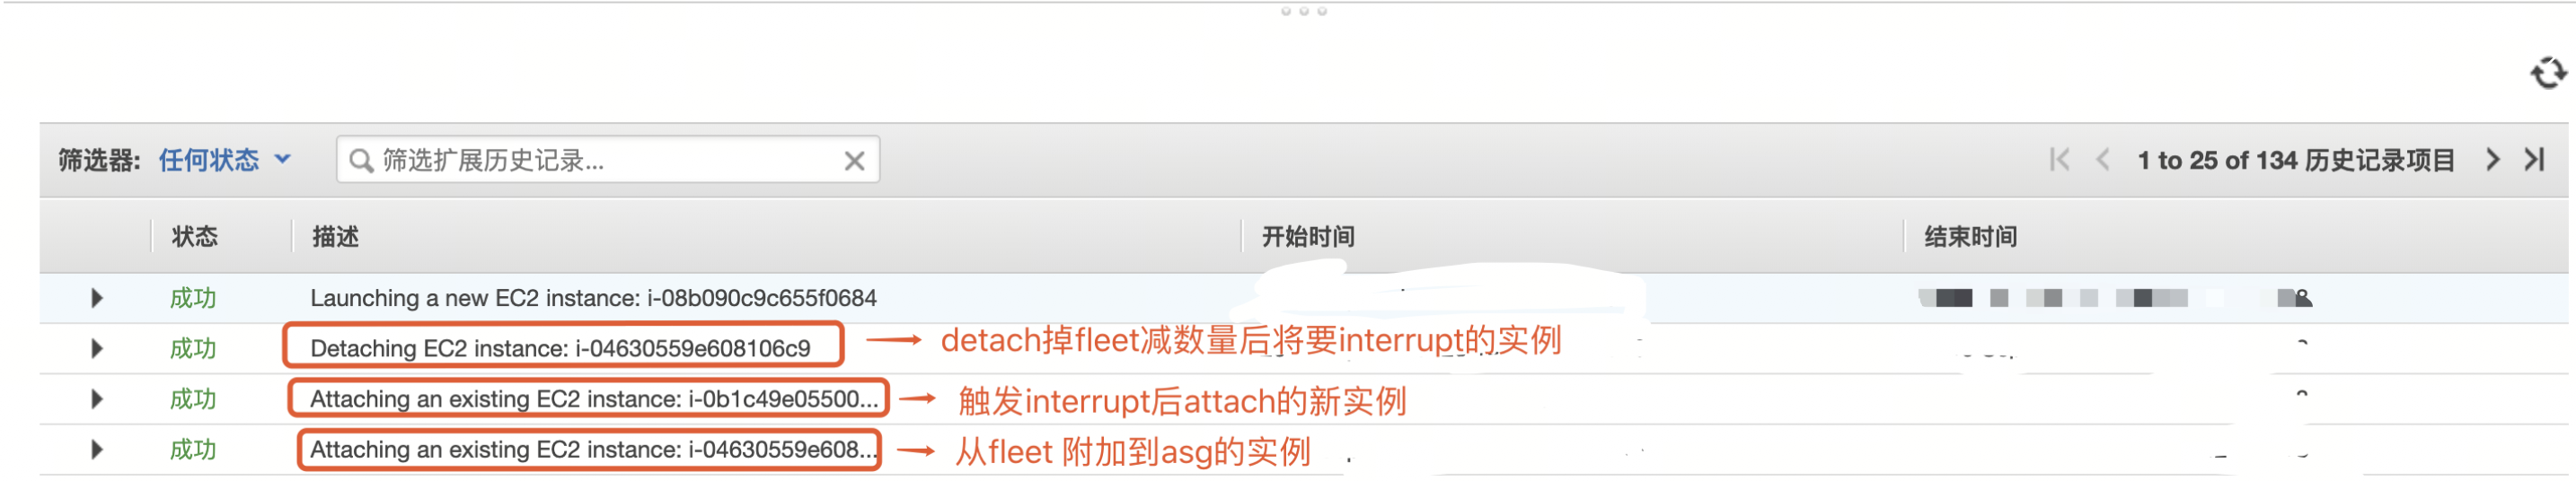 筛选器: 任何状态 筛选扩展历史记录... 1 to 25 of 134 历史记录项目
状态 描述 开始时间 结束时间
成功 Launching a new EC2 instance: i-08b090c9c655f0684
成功 Detaching EC2 instance: i-04630559e608106c9 detach掉fleet减数量后将要interrupt的实例
成功 Attaching an existing EC2 instance: i-0b1c49e05500... 触发interrupt后attach的新实例
成功 Attaching an existing EC2 instance: i-04630559e608... 从fleet 附加到asg的实例